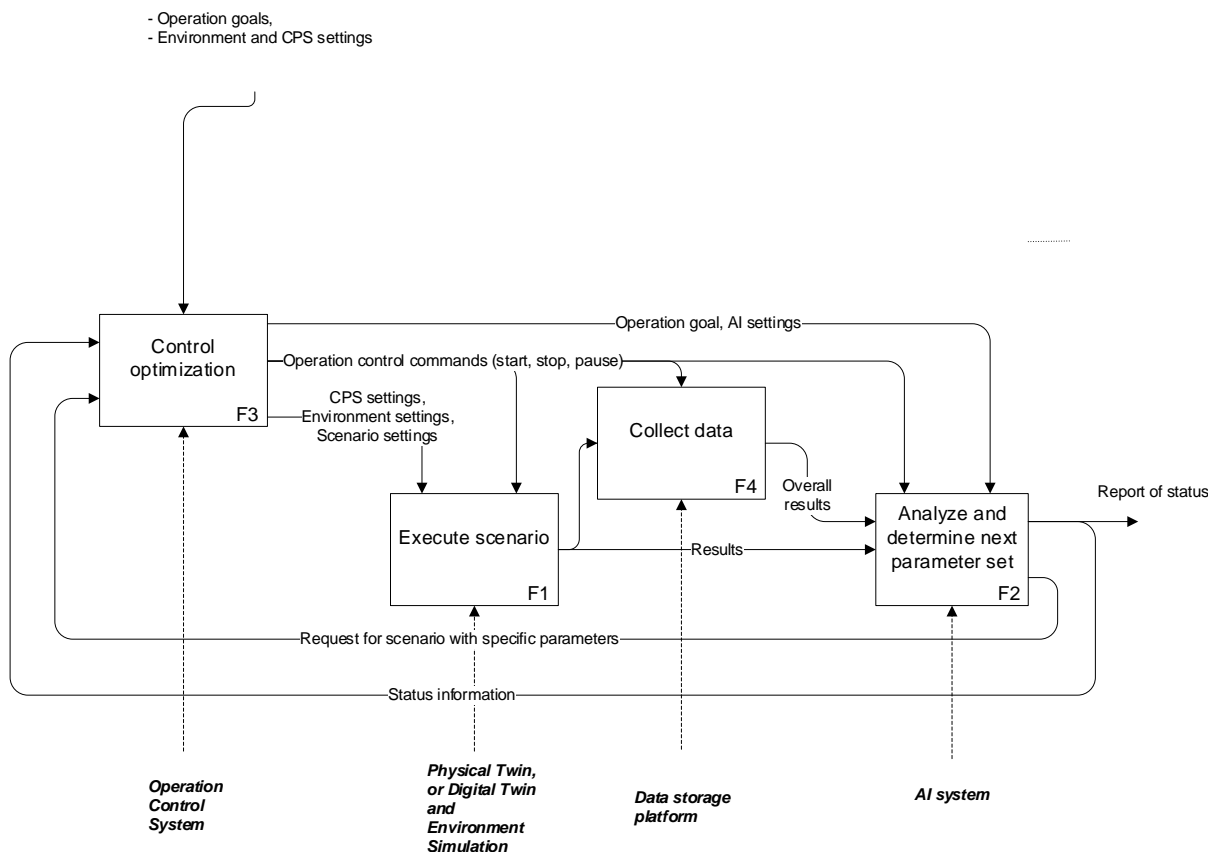 - Operation goals,
- Environment and CPS settings
Control
optimization
F3
Operation goal, AI settings
Operation control commands (start, stop, pause)
CPS settings,
Environment settings,
Scenario settings
Collect data
F4
Overall
results
Execute scenario
F1
Results
Analyze and
determine next
parameter set
F2
Report of status
Request for scenario with specific parameters
Status information
Operation
Control
System
Physical Twin,
or Digital Twin
and
Environment
Simulation
Data storage
platform
AI system